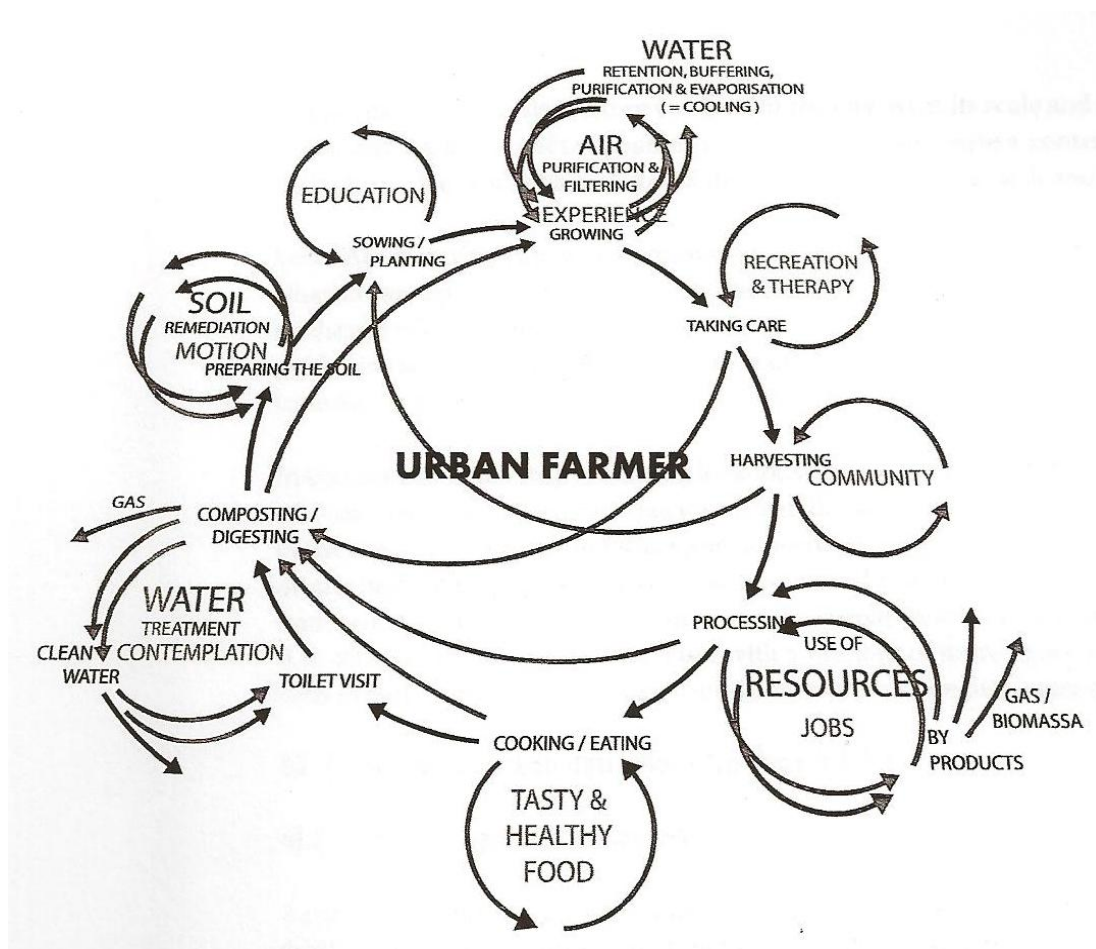 WATER
RETENTION, BUFFERING,
PURIFICATION & EVAPORISATION
( = COOLING )
AIR
PURIFICATION &
FILTERING
EXPERIENCE
GROWING
EDUCATION
SOWING /
PLANTING
RECREATION
& THERAPY
TAKING CARE
SOIL
REMEDIATION
MOTION
PREPARING THE SOIL
URBAN FARMER
HARVESTING
COMMUNITY
GAS
COMPOSTING /
DIGESTING
WATER
TREATMENT
CONTEMPLATION
CLEAN
WATER
TOILET VISIT
PROCESSING
USE OF
RESOURCES
JOBS
GAS /
BIOMASSA
BY
PRODUCTS
COOKING / EATING
TASTY &
HEALTHY
FOOD